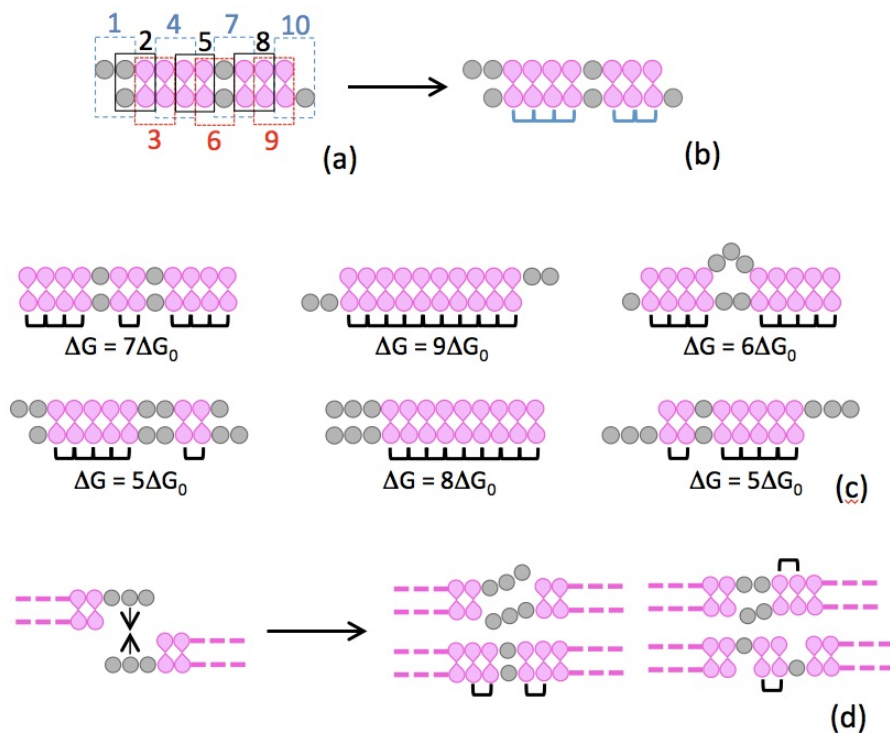 1 2 4 5 7 8 10
3 6 9
(a) (b)
ΔG = 7ΔG₀ ΔG = 9ΔG₀ ΔG = 6ΔG₀
ΔG = 5ΔG₀ ΔG = 8ΔG₀ ΔG = 5ΔG₀ (c)
(d)